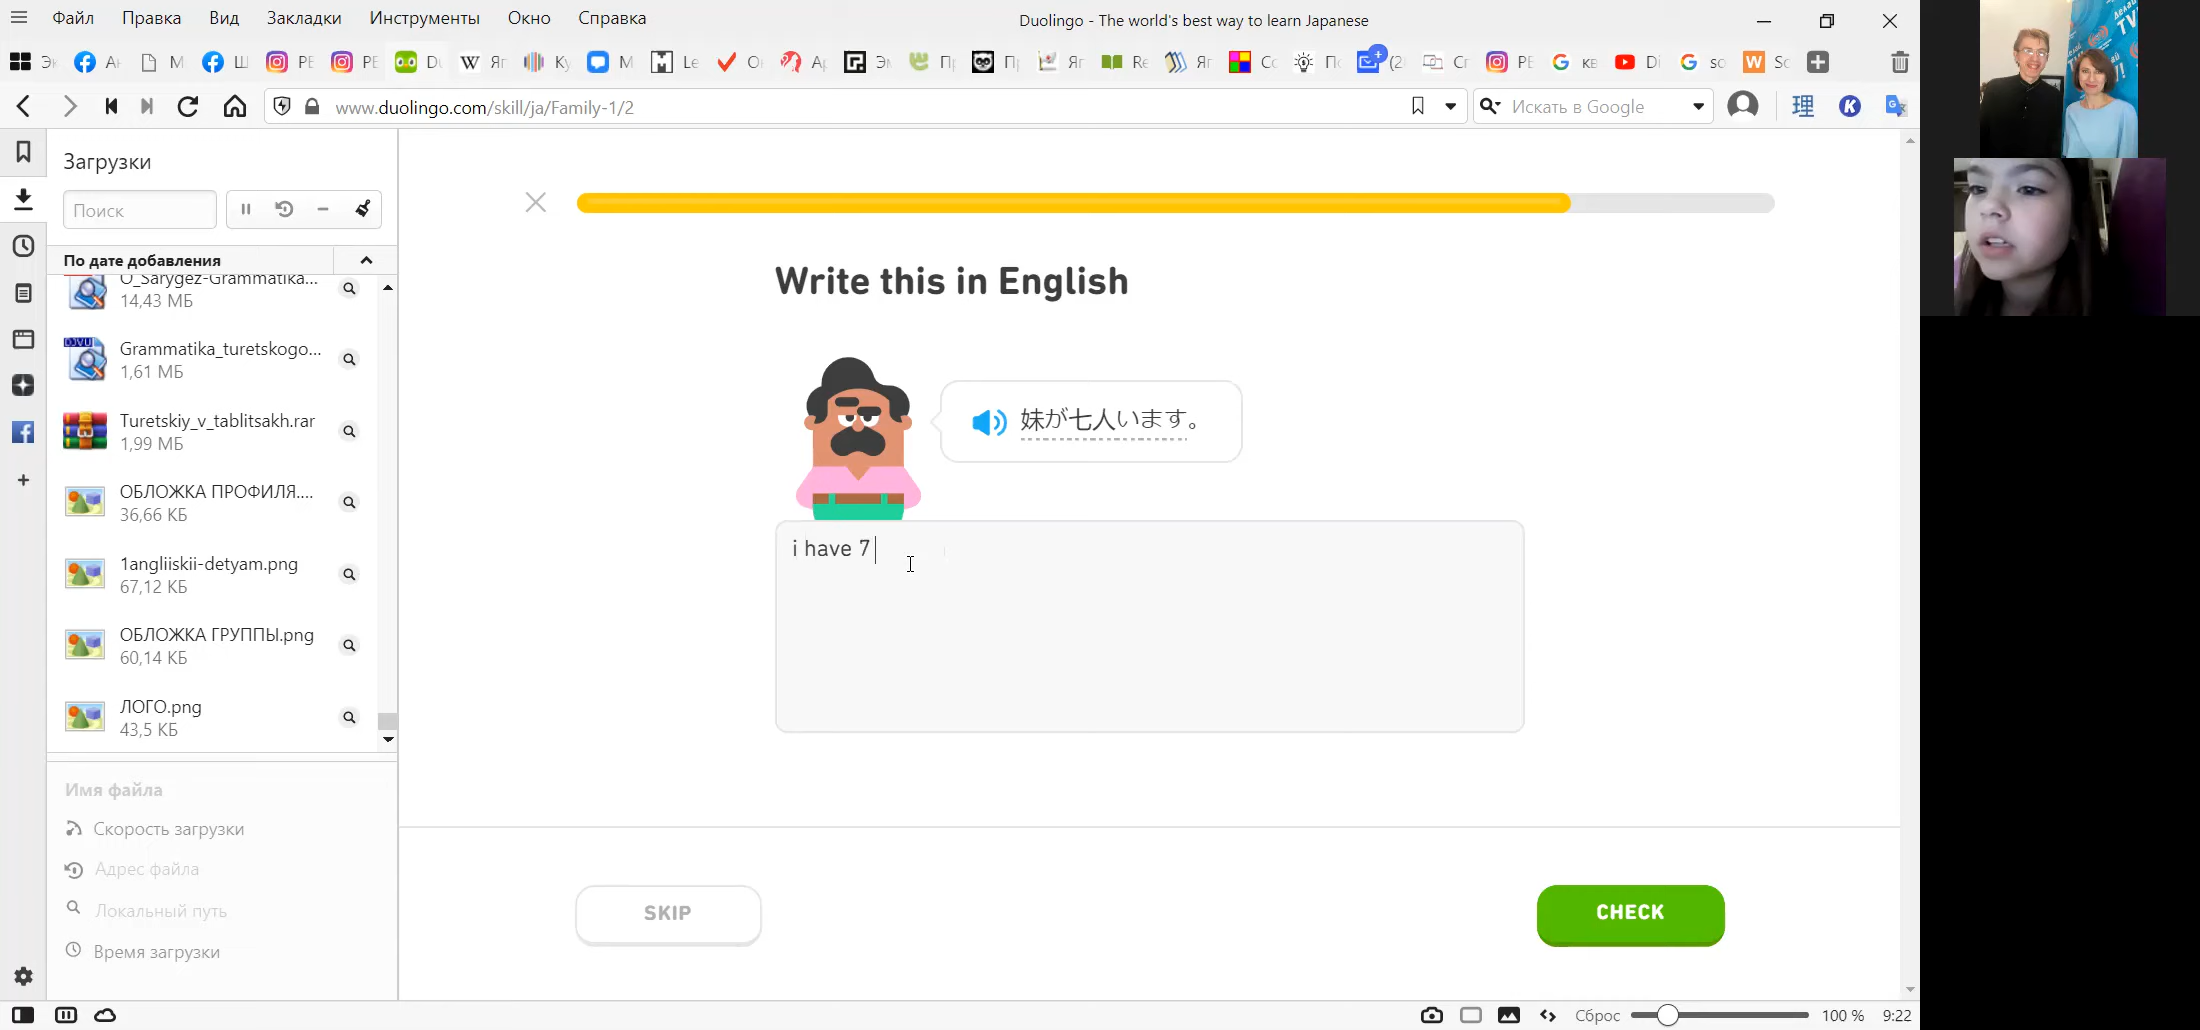 Файл Правка Вид Закладки Инструменты Окно Справка
Duolingo - The world's best way to learn Japanese
www.duolingo.com/skill/ja/Family-1/2
Искать в Google
Загрузки
Поиск
По дате добавления
O_Sarygez-Grammatika...
14,43 МБ
Grammatika_turetskogo...
1,61 МБ
Turetskiy_v_tablitsakh.rar
1,99 МБ
ОБЛОЖКА ПРОФИЛЯ....
36,66 КБ
1angliiskii-detyam.png
67,12 КБ
ОБЛОЖКА ГРУППЫ.png
60,14 КБ
ЛОГО.png
43,5 КБ
Имя файла
Скорость загрузки
Адрес файла
Локальный путь
Время загрузки
Write this in English
妹が七人います。
i have 7
SKIP
CHECK
Сброс
100 %
9:22